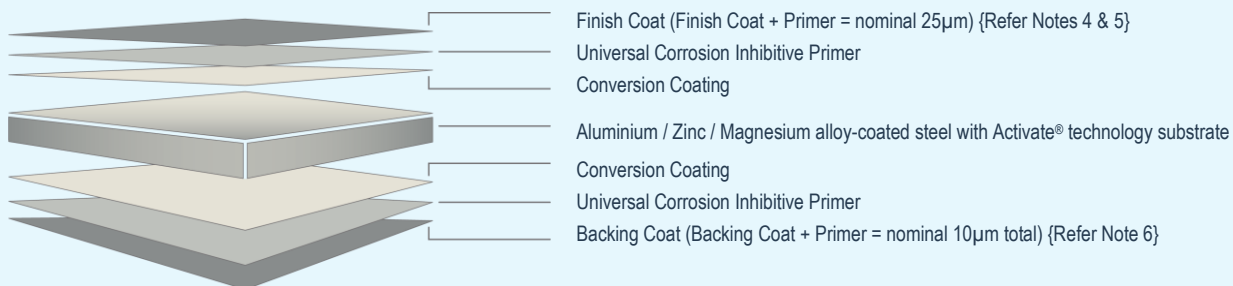 Finish Coat (Finish Coat + Primer = nominal 25µm) {Refer Notes 4 & 5}
Universal Corrosion Inhibitive Primer
Conversion Coating
Aluminium / Zinc / Magnesium alloy-coated steel with Activate® technology substrate
Conversion Coating
Universal Corrosion Inhibitive Primer
Backing Coat (Backing Coat + Primer = nominal 10µm total) {Refer Note 6}